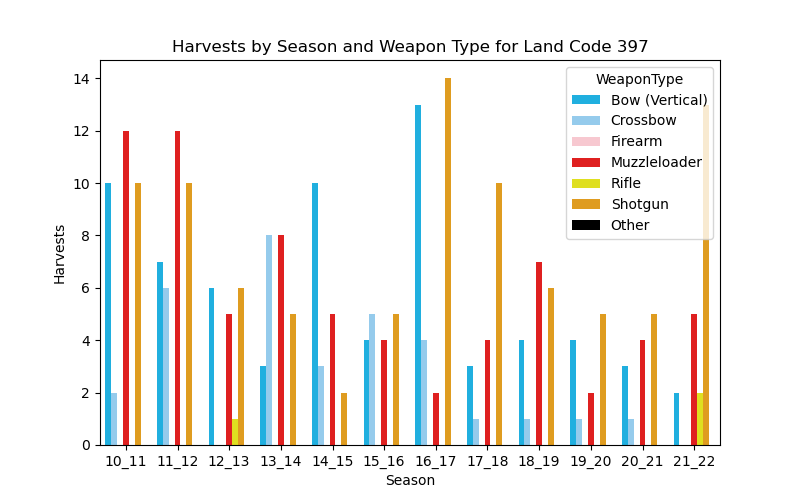 Harvests by Season and Weapon Type for Land Code 397
14
12
10
8
6
4
2
0
Harvests
WeaponType
Bow (Vertical)
Crossbow
Firearm
Muzzleloader
Rifle
Shotgun
Other
10_11 11_12 12_13 13_14 14_15 15_16 16_17 17_18 18_19 19_20 20_21 21_22
Season